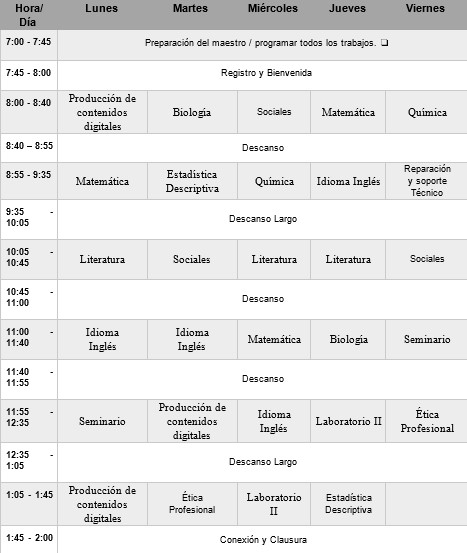 Hora/ Día Lunes Martes Miércoles Jueves Viernes
7:00 - 7:45 Preparación del maestro / programar todos los trabajos. ❑
7:45 - 8:00 Registro y Bienvenida
8:00 - 8:40 Producción de contenidos digitales Biología Sociales Matemática Química
8:40 – 8:55 Descanso
8:55 - 9:35 Matemática Estadística Descriptiva Química Idioma Inglés Reparación y soporte Técnico
9:35 - 10:05 Descanso Largo
10:05 - 10:45 Literatura Sociales Literatura Literatura Sociales
10:45 - 11:00 Descanso
11:00 - 11:40 Idioma Inglés Idioma Inglés Matemática Biología Seminario
11:40 - 11:55 Descanso
11:55 - 12:35 Seminario Producción de contenidos digitales Idioma Inglés Laboratorio II Ética Profesional
12:35 - 1:05 Descanso Largo
1:05 - 1:45 Producción de contenidos digitales Ética Profesional Laboratorio II Estadística Descriptiva
1:45 - 2:00 Conexión y Clausura